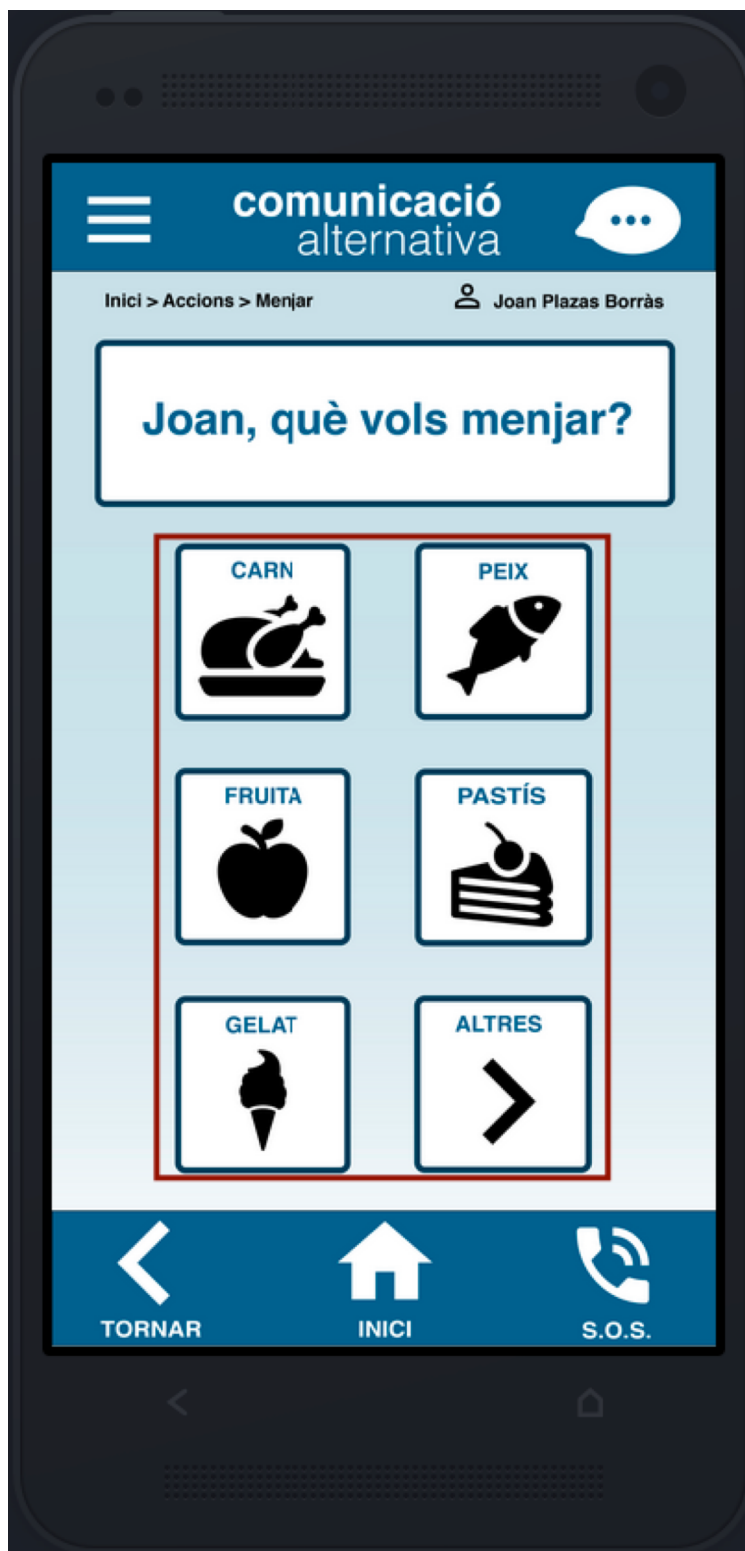 comunicació
alternativa
Inici > Accions > Menjar Joan Plazas Borràs
Joan, què vols menjar?
CARN PEIX
FRUITA PASTÍS
GELAT ALTRES
TORNAR INICI S.O.S.